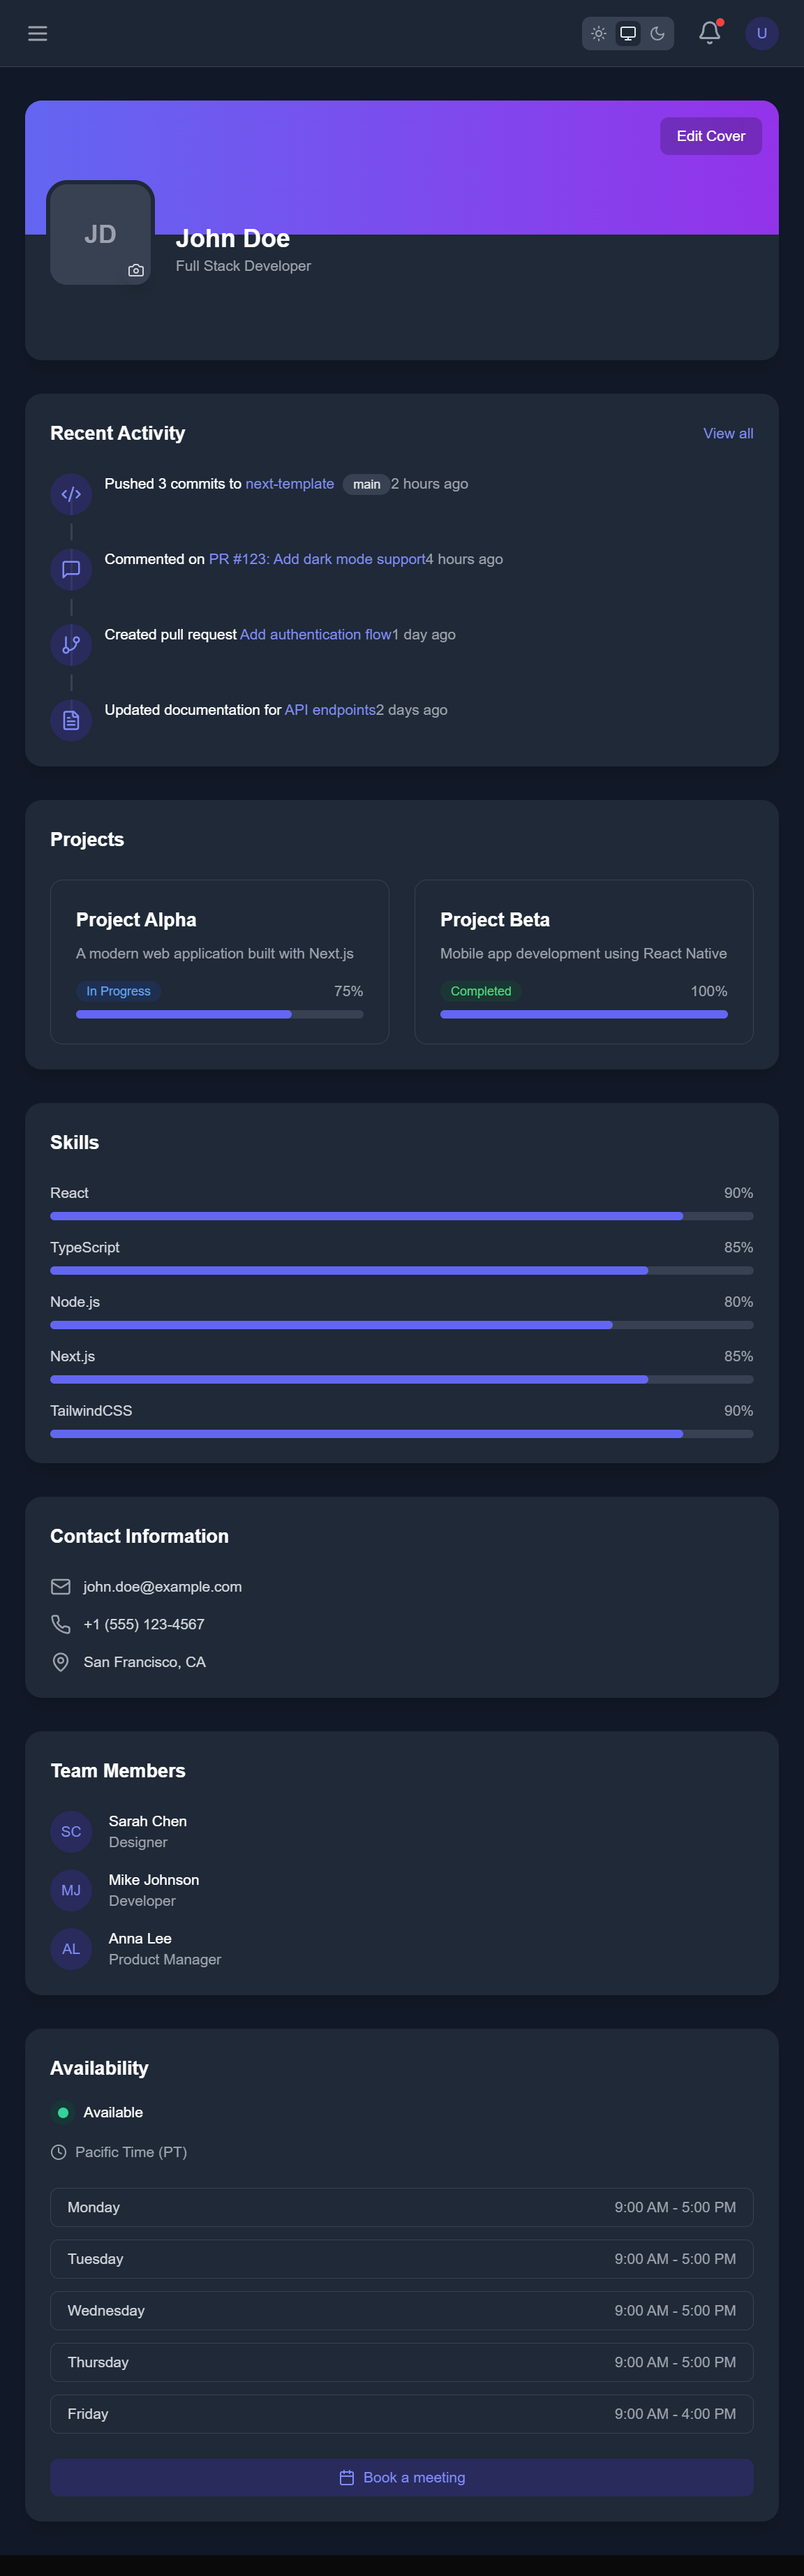 U
Edit Cover
JD
John Doe
Full Stack Developer
Recent Activity
View all
Pushed 3 commits to next-template main 2 hours ago
Commented on PR #123: Add dark mode support4 hours ago
Created pull request Add authentication flow1 day ago
Updated documentation for API endpoints2 days ago
Projects
Project Alpha
A modern web application built with Next.js
In Progress 75%
Project Beta
Mobile app development using React Native
Completed 100%
Skills
React 90%
TypeScript 85%
Node.js 80%
Next.js 85%
TailwindCSS 90%
Contact Information
john.doe@example.com
+1 (555) 123-4567
San Francisco, CA
Team Members
SC
Sarah Chen
Designer
MJ
Mike Johnson
Developer
AL
Anna Lee
Product Manager
Availability
Available
Pacific Time (PT)
Monday 9:00 AM - 5:00 PM
Tuesday 9:00 AM - 5:00 PM
Wednesday 9:00 AM - 5:00 PM
Thursday 9:00 AM - 5:00 PM
Friday 9:00 AM - 4:00 PM
Book a meeting